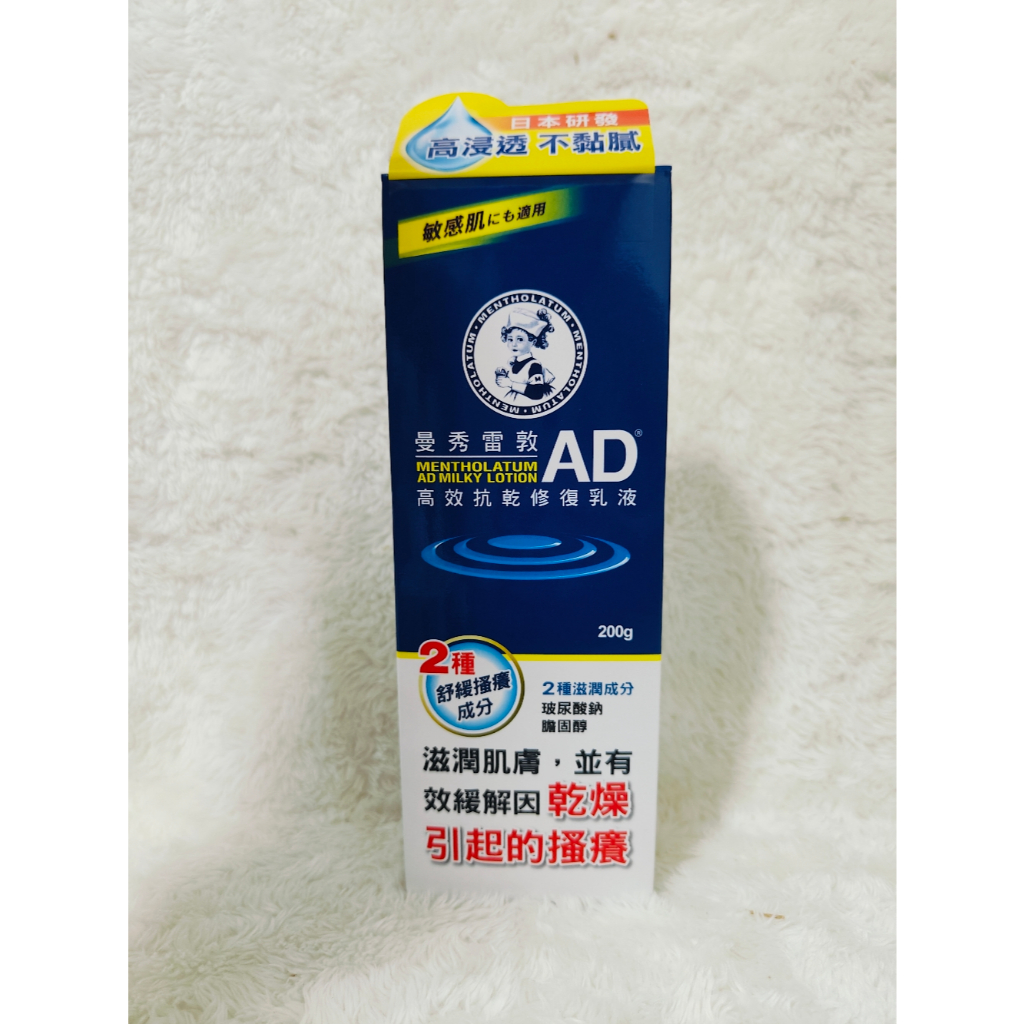 日本研發
高浸透 不黏膩
敏感肌にも適用
MENTHOLATUM · MENTHOLATUM · MENTHOLATUM · MENTHOLATUM ·
曼秀雷敦
MENTHOLATUM
AD MILKY LOTION
AD®
高效抗乾修復乳液
200g
2種
舒緩搔癢
成分
2種滋潤成分
玻尿酸鈉
膽固醇
滋潤肌膚，並有
效緩解因乾燥
引起的搔癢